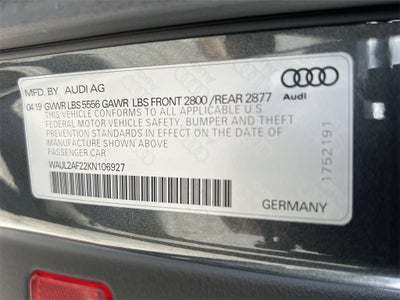 MFD. BY AUDI AG
04.19 GVWR LBS 5556 GAWR LBS FRONT 2800 / REAR 2877
THIS VEHICLE CONFORMS TO ALL APPLICABLE U.S.
FEDERAL MOTOR VEHICLE SAFETY, BUMPER AND THEFT
PREVENTION STANDARDS IN EFFECT ON THE DATE OF
MANUFACTURE SHOWN ABOVE.
PASSENGER CAR
WAUL2AF22KN106927
Audi
1752191
GERMANY